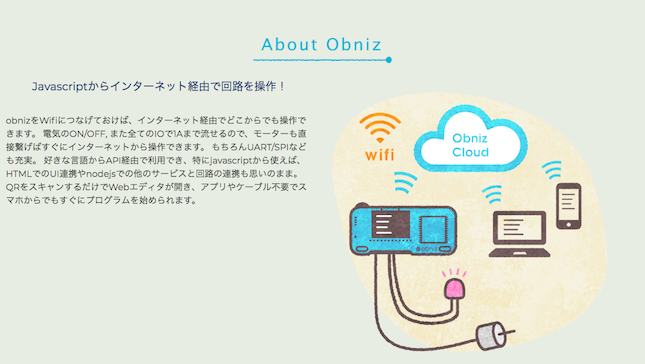 About Obniz
Javascriptからインターネット経由で回路を操作！
obnizをWifiにつなげておけば、インターネット経由でどこからでも操作で
きます。 電気のON/OFF, また全てのIOで1Aまで流せるので、モーターも直
接繋げばすぐにインターネットから操作できます。 もちろんUART/SPIなど
も充実。 好きな言語からAPI経由で利用でき、特にjavascriptから使えば、
HTMLでのUI連携やnodejsでの他のサービスと回路の連携も思いのまま。
QRをスキャンするだけでWebエディタが開き、アプリやケーブル不要でス
マホからでもすぐにプログラムを始められます。
wifi
Obniz
Cloud
obniz